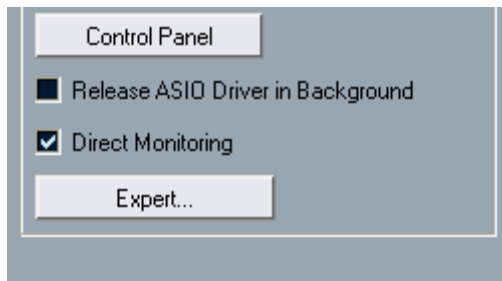 Control Panel
Release ASIO Driver in Background
Direct Monitoring
Expert...